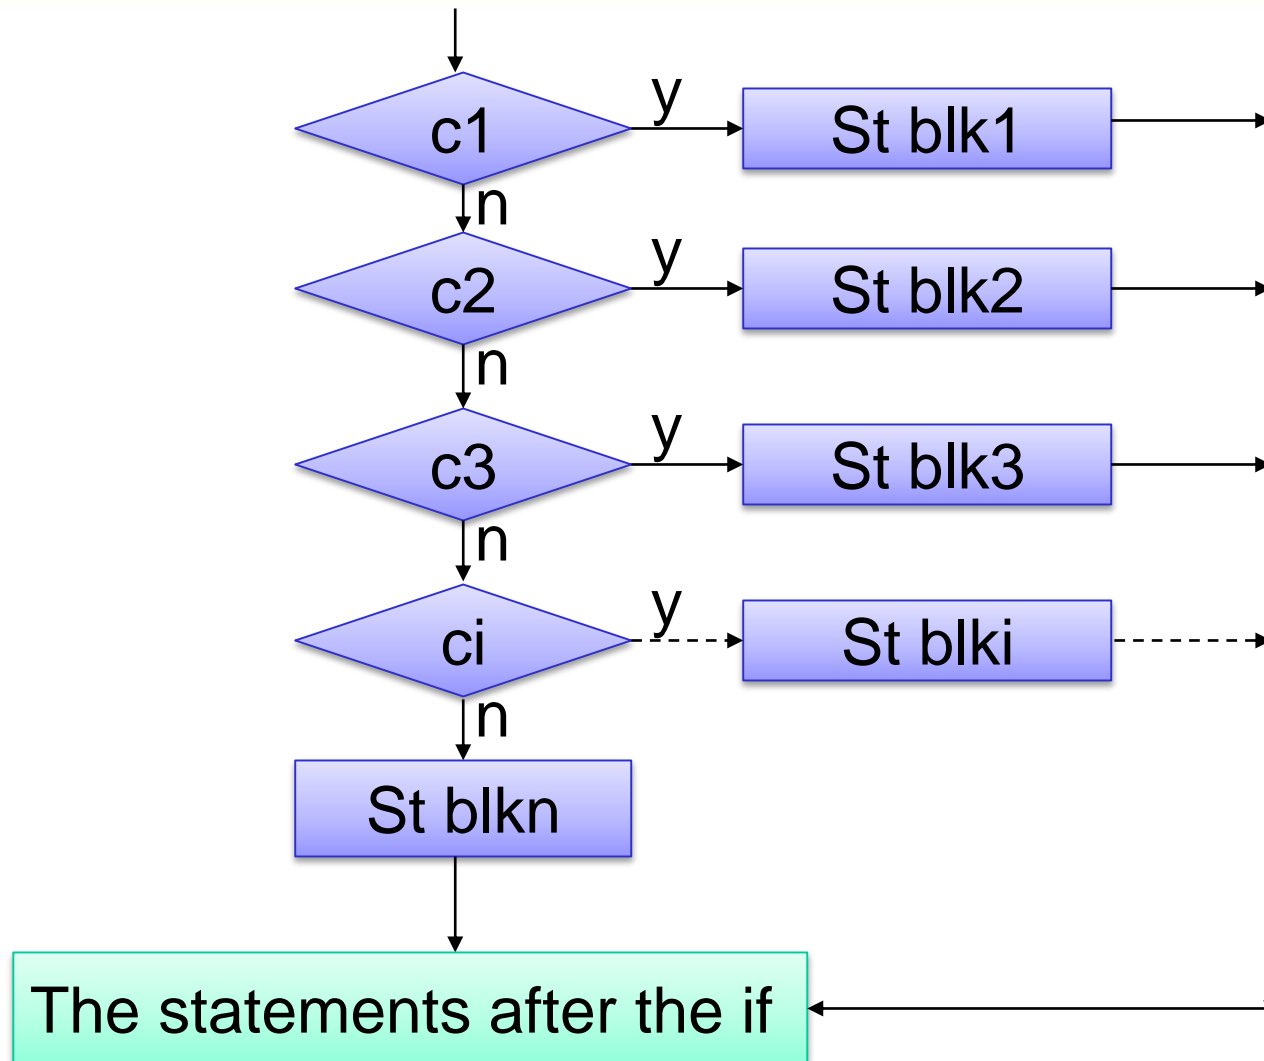 c1
y
St blk1
n
c2
y
St blk2
n
c3
y
St blk3
n
ci
y
St blki
n
St blkn
The statements after the if